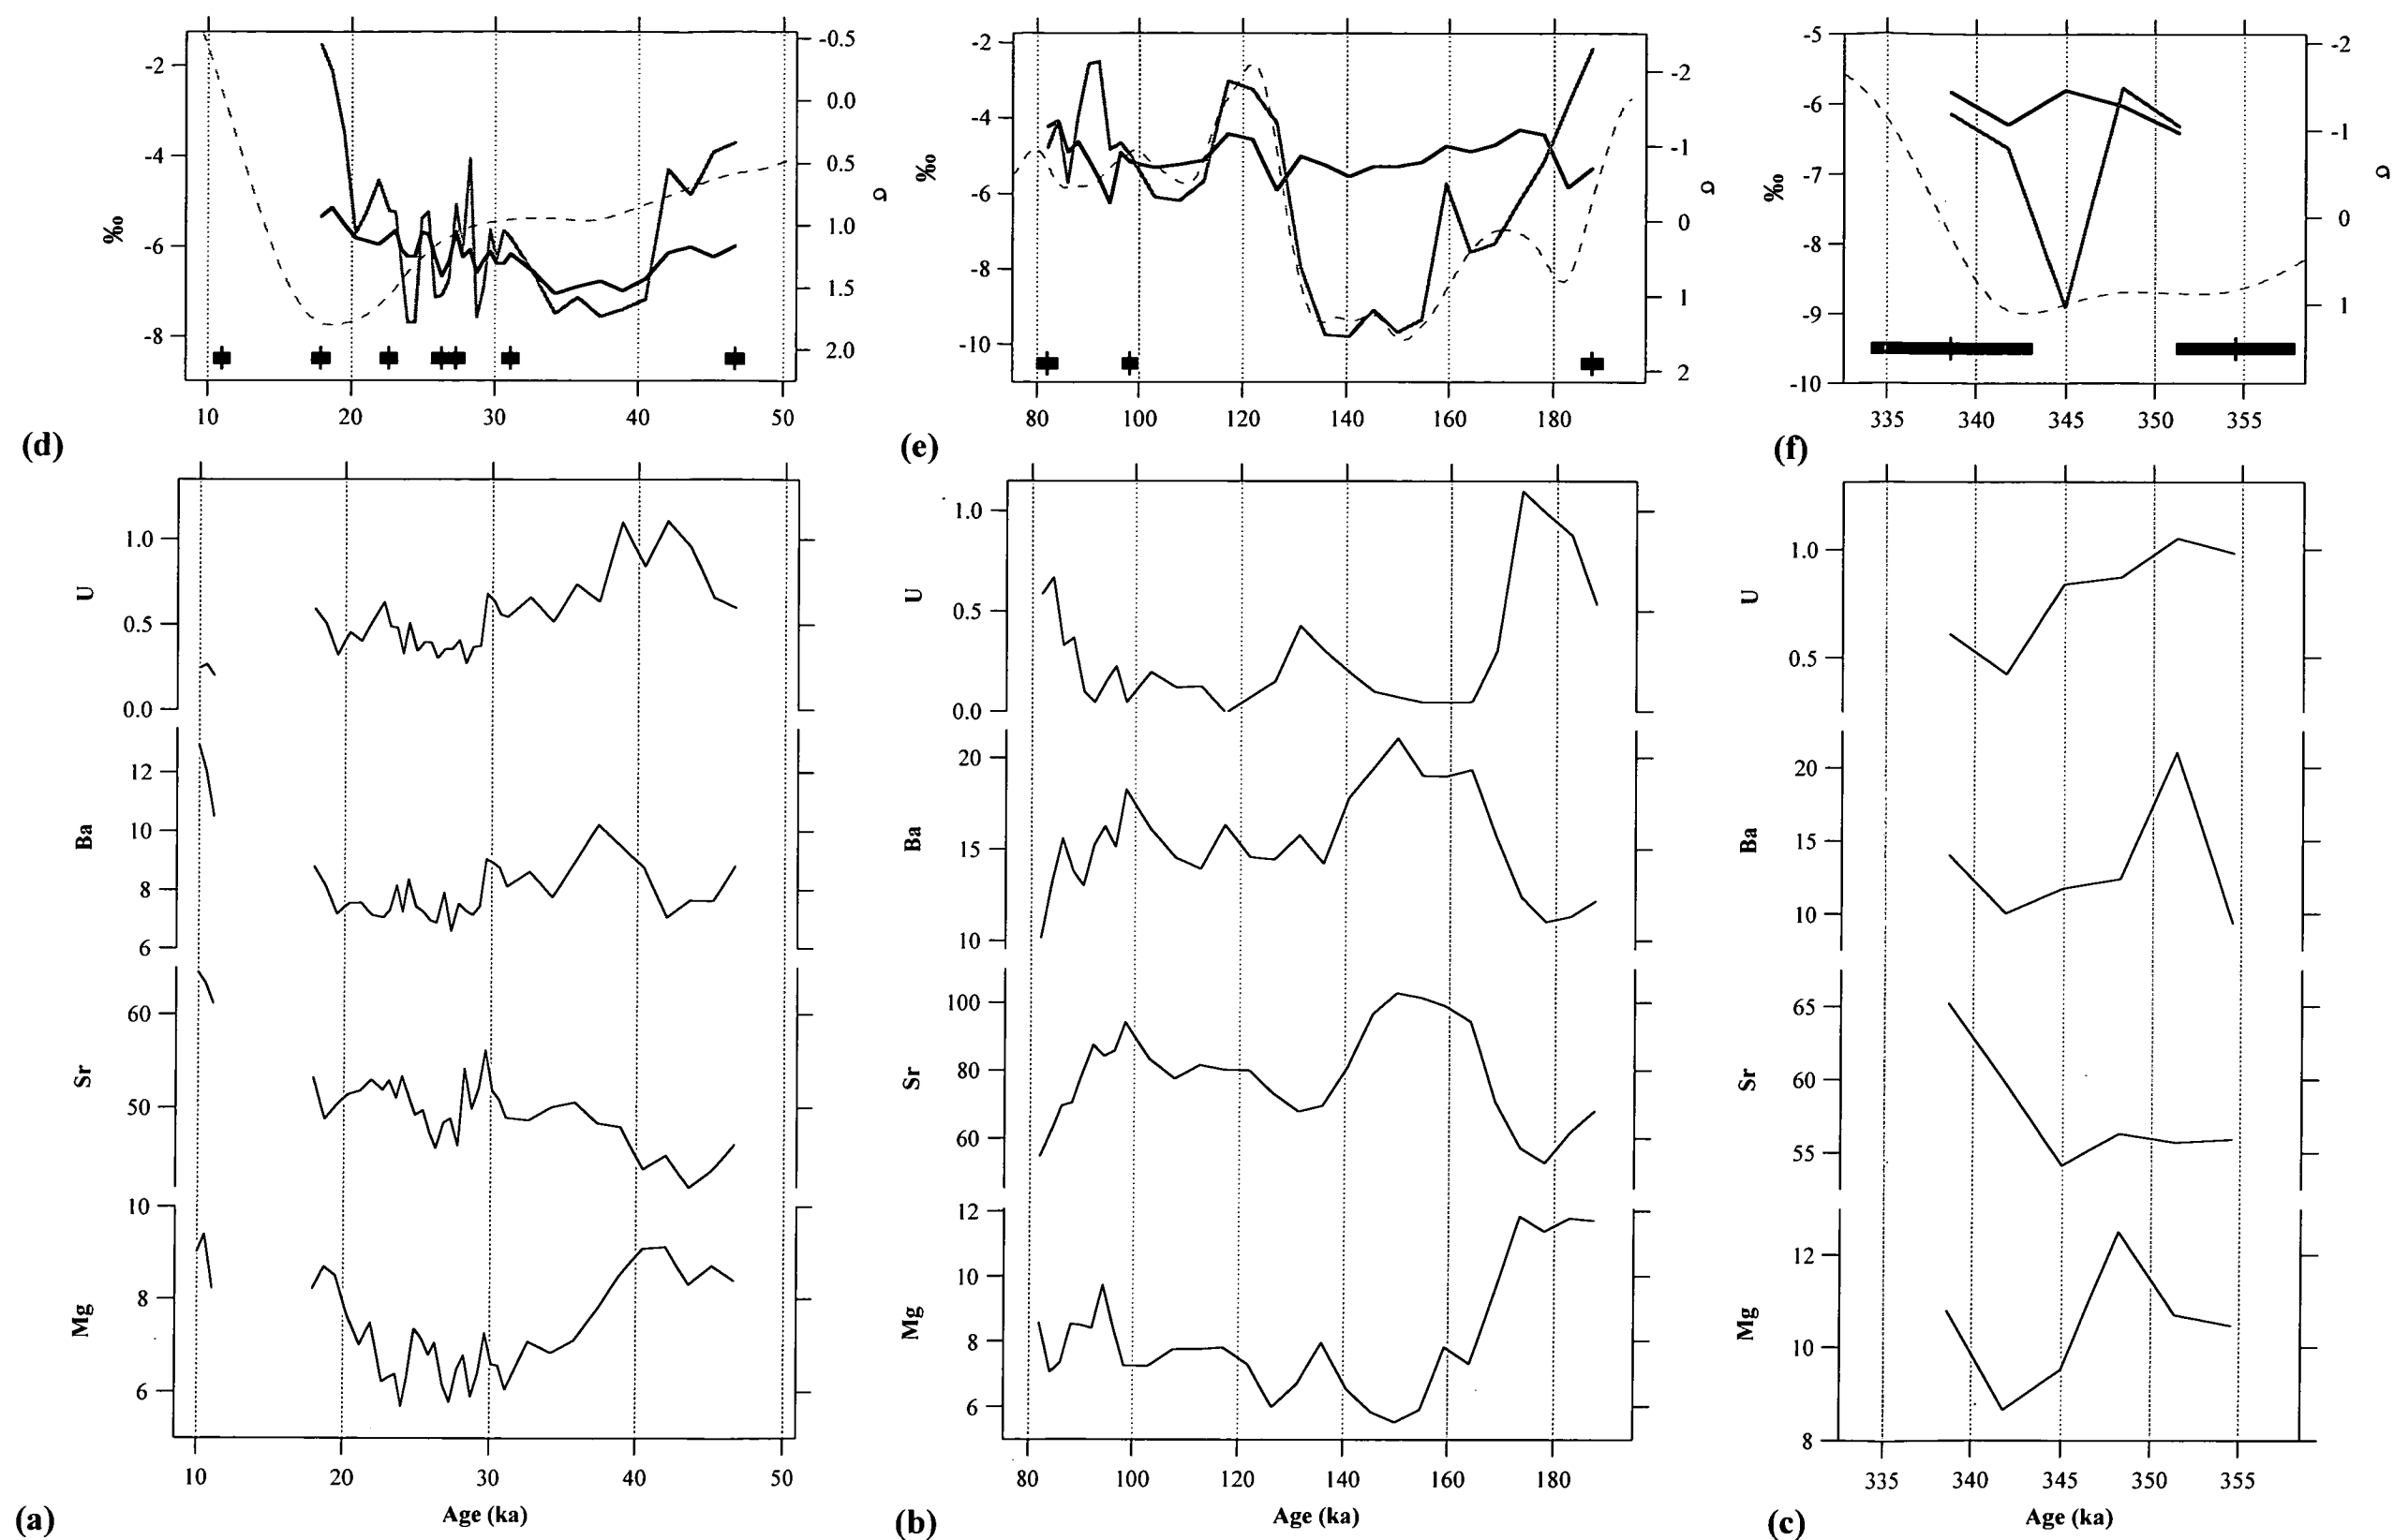 -2
-4
-6
-8
‰
-0.5
0.0
0.5
1.0
1.5
2.0
σ
10 20 30 40 50
(d)
-2
-4
-6
-8
-10
‰
-2
-1
0
1
2
σ
80 100 120 140 160 180
(e)
-5
-6
-7
-8
-9
-10
‰
-2
-1
0
1
σ
335 340 345 350 355
(f)
U
1.0
0.5
0.0
Ba
12
10
8
6
Sr
60
50
Mg
10
8
6
10 20 30 40 50
Age (ka)
(a)
U
1.0
0.5
0.0
Ba
20
15
10
Sr
100
80
60
Mg
12
10
8
6
80 100 120 140 160 180
Age (ka)
(b)
U
1.0
0.5
Ba
20
15
10
Sr
65
60
55
Mg
12
10
8
335 340 345 350 355
Age (ka)
(c)